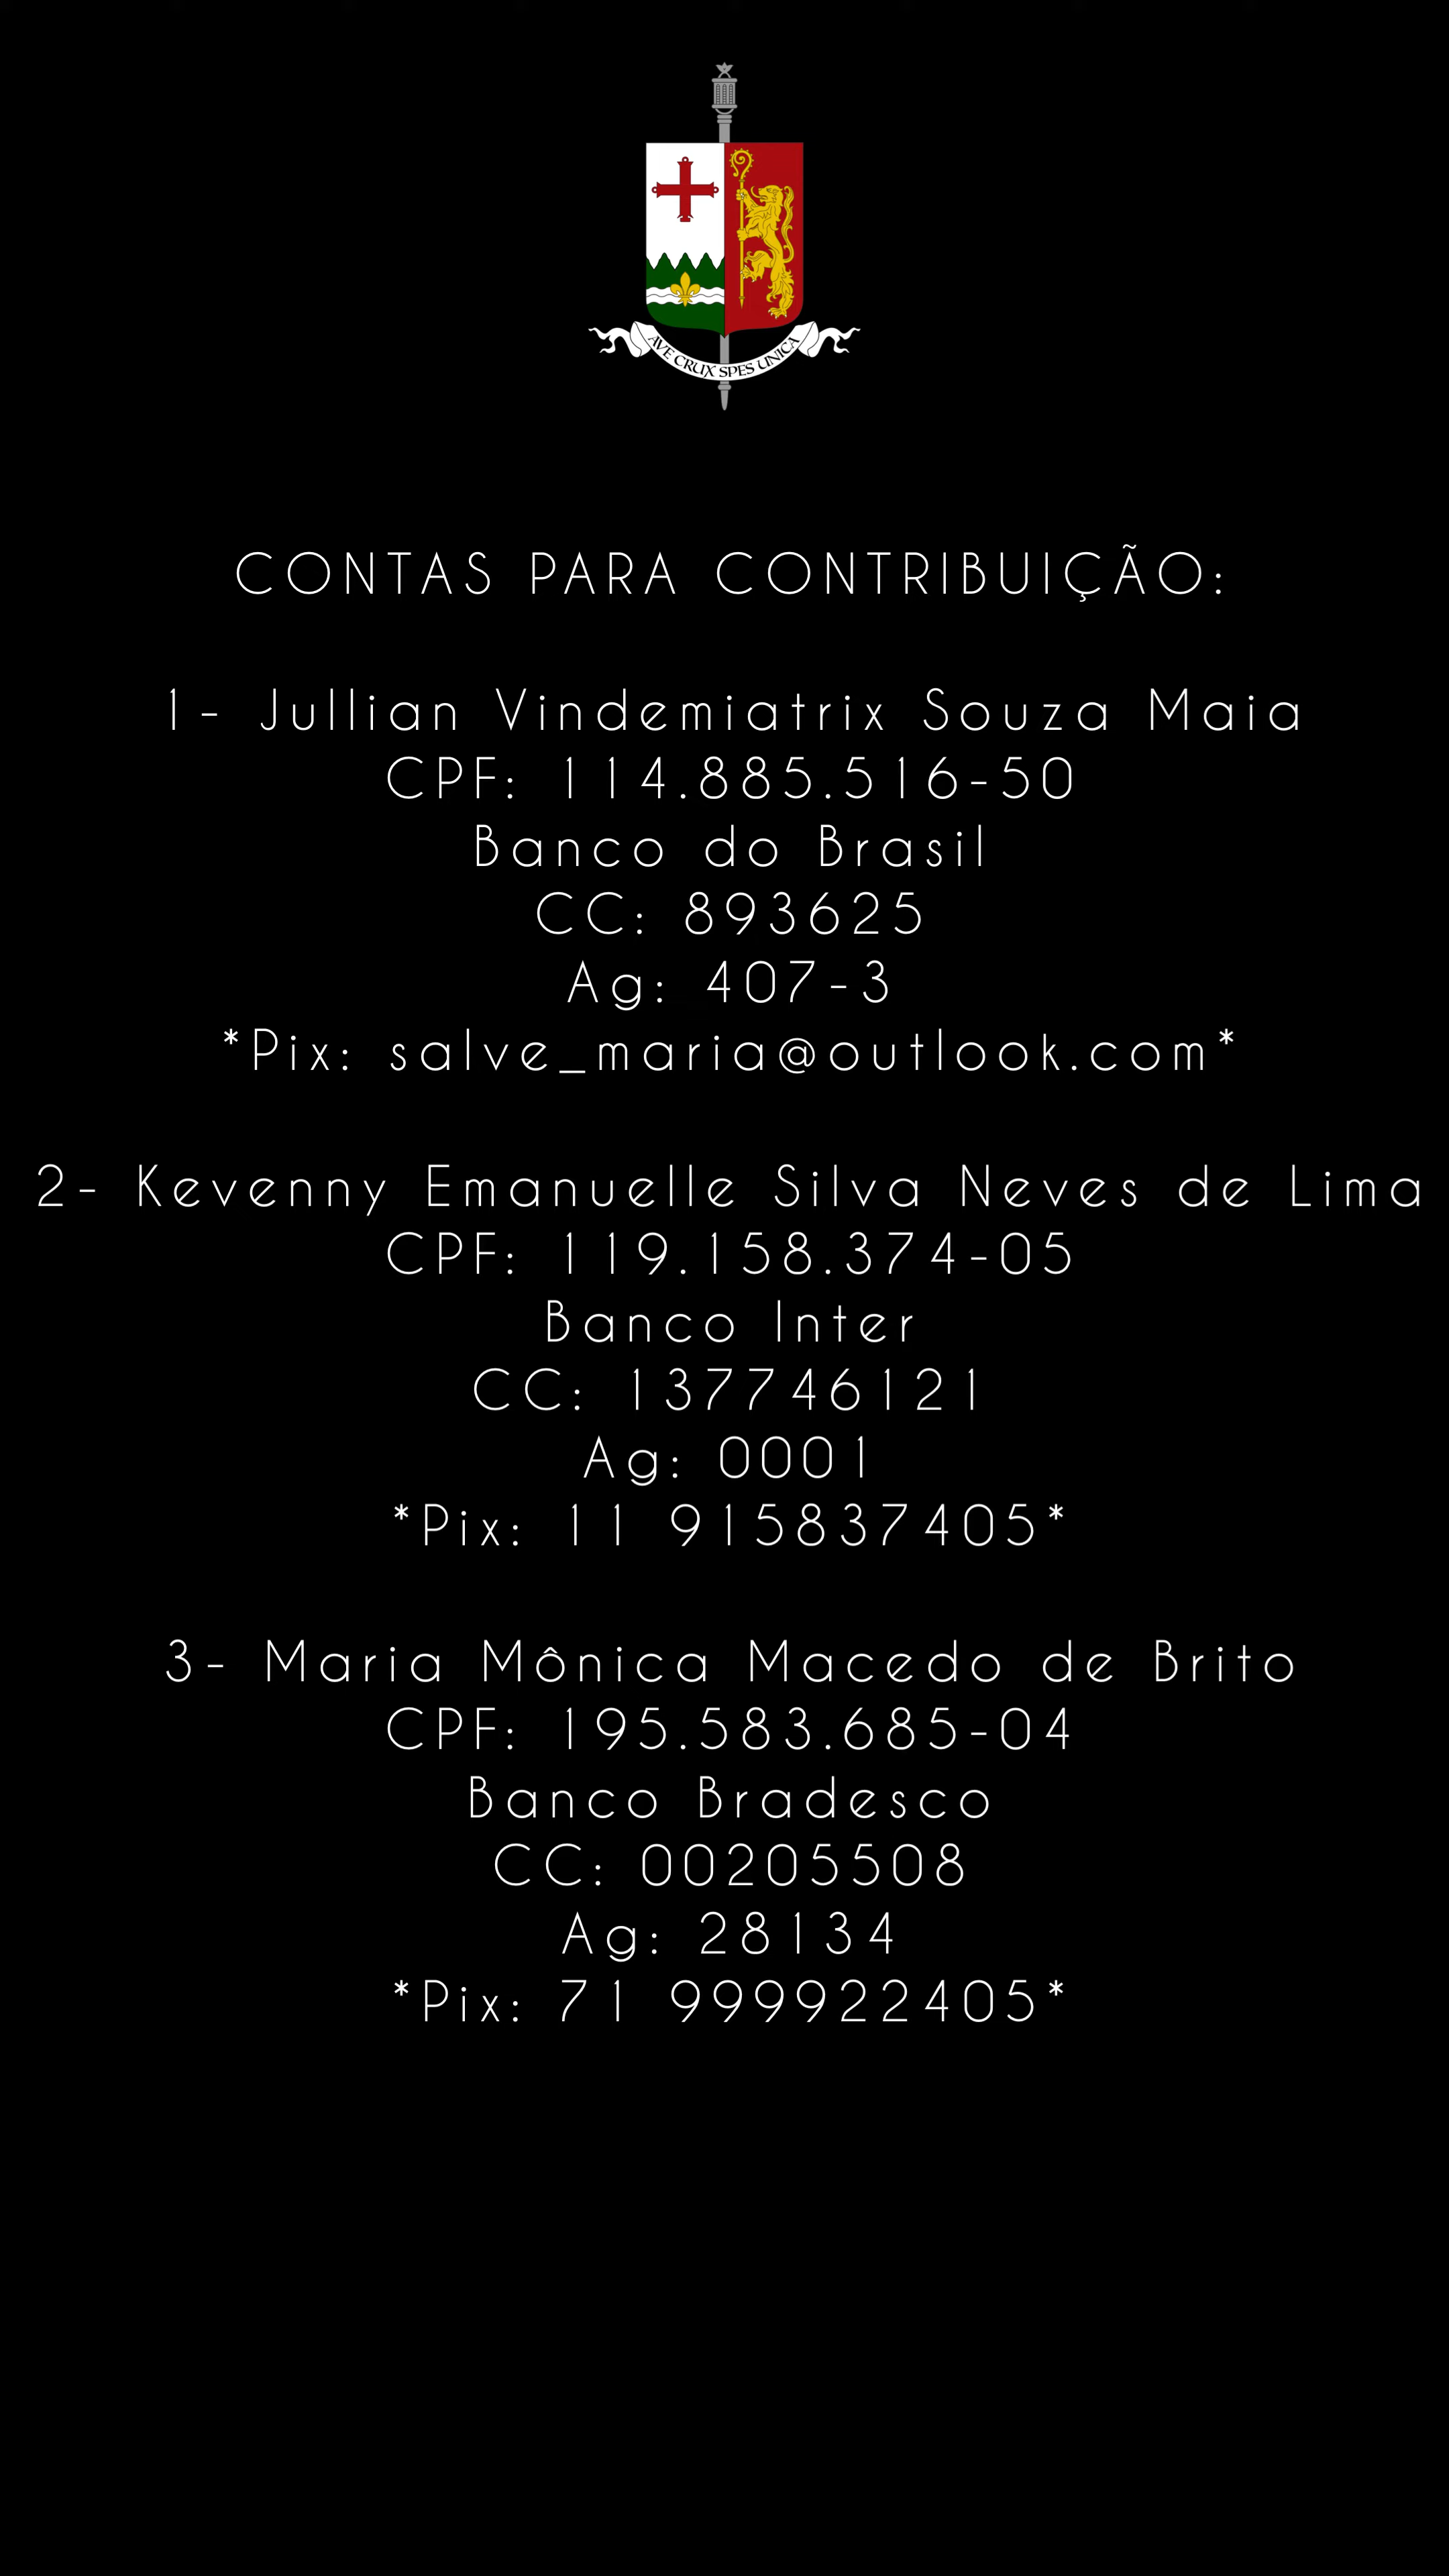 AVE CRUX SPES UNICA
CONTAS PARA CONTRIBUIÇÃO:
1- Jullian Vindemiatrix Souza Maia
CPF: 114.885.516-50
Banco do Brasil
CC: 893625
Ag: 407-3
*Pix: salve_maria@outlook.com*
2- Kevenny Emanuelle Silva Neves de Lima
CPF: 119.158.374-05
Banco Inter
CC: 137746121
Ag: 0001
*Pix: 11 915837405*
3- Maria Mônica Macedo de Brito
CPF: 195.583.685-04
Banco Bradesco
CC: 00205508
Ag: 28134
*Pix: 71 999922405*